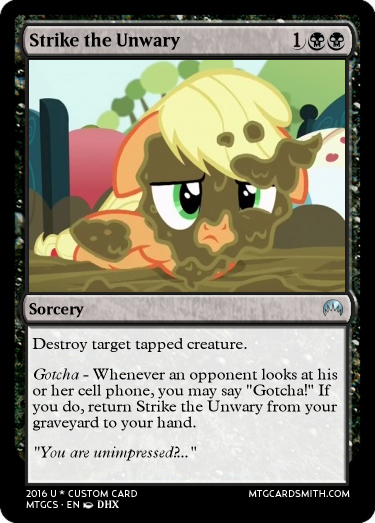 Strike the Unwary 1
Sorcery
Destroy target tapped creature.
Gotcha - Whenever an opponent looks at his
or her cell phone, you may say "Gotcha!" If
you do, return Strike the Unwary from your
graveyard to your hand.
"You are unimpressed?..."
2016 U * CUSTOM CARD MTGCARDSMITH.COM
MTGCS · EN DHX